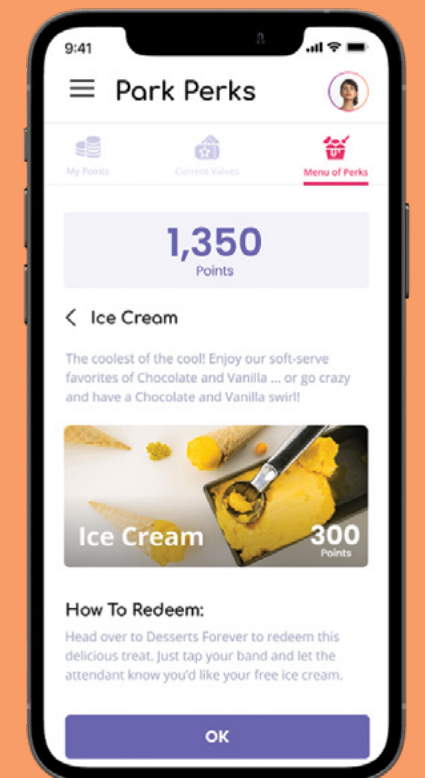 9:41
Park Perks
My Points
Current Values
Menu of Perks
1,350
Points
Ice Cream
The coolest of the cool! Enjoy our soft-serve
favorites of Chocolate and Vanilla ... or go crazy
and have a Chocolate and Vanilla swirl!
Ice Cream
300
Points
How To Redeem:
Head over to Desserts Forever to redeem this
delicious treat. Just tap your band and let the
attendant know you'd like your free ice cream.
OK